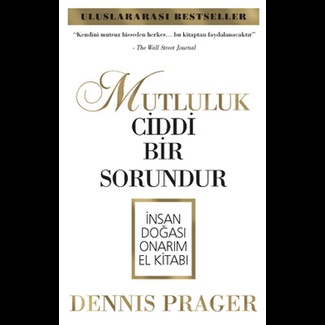 ULUSLARARASI BESTSELLER
“Kendini mutsuz hisseden herkes... bu kitaptan faydalanacaktır”
- The Wall Street Journal
MUTLULUK
CİDDİ
BİR
SORUNDUR
İNSAN
DOĞASI
ONARIM
EL KİTABI
DENNIS PRAGER